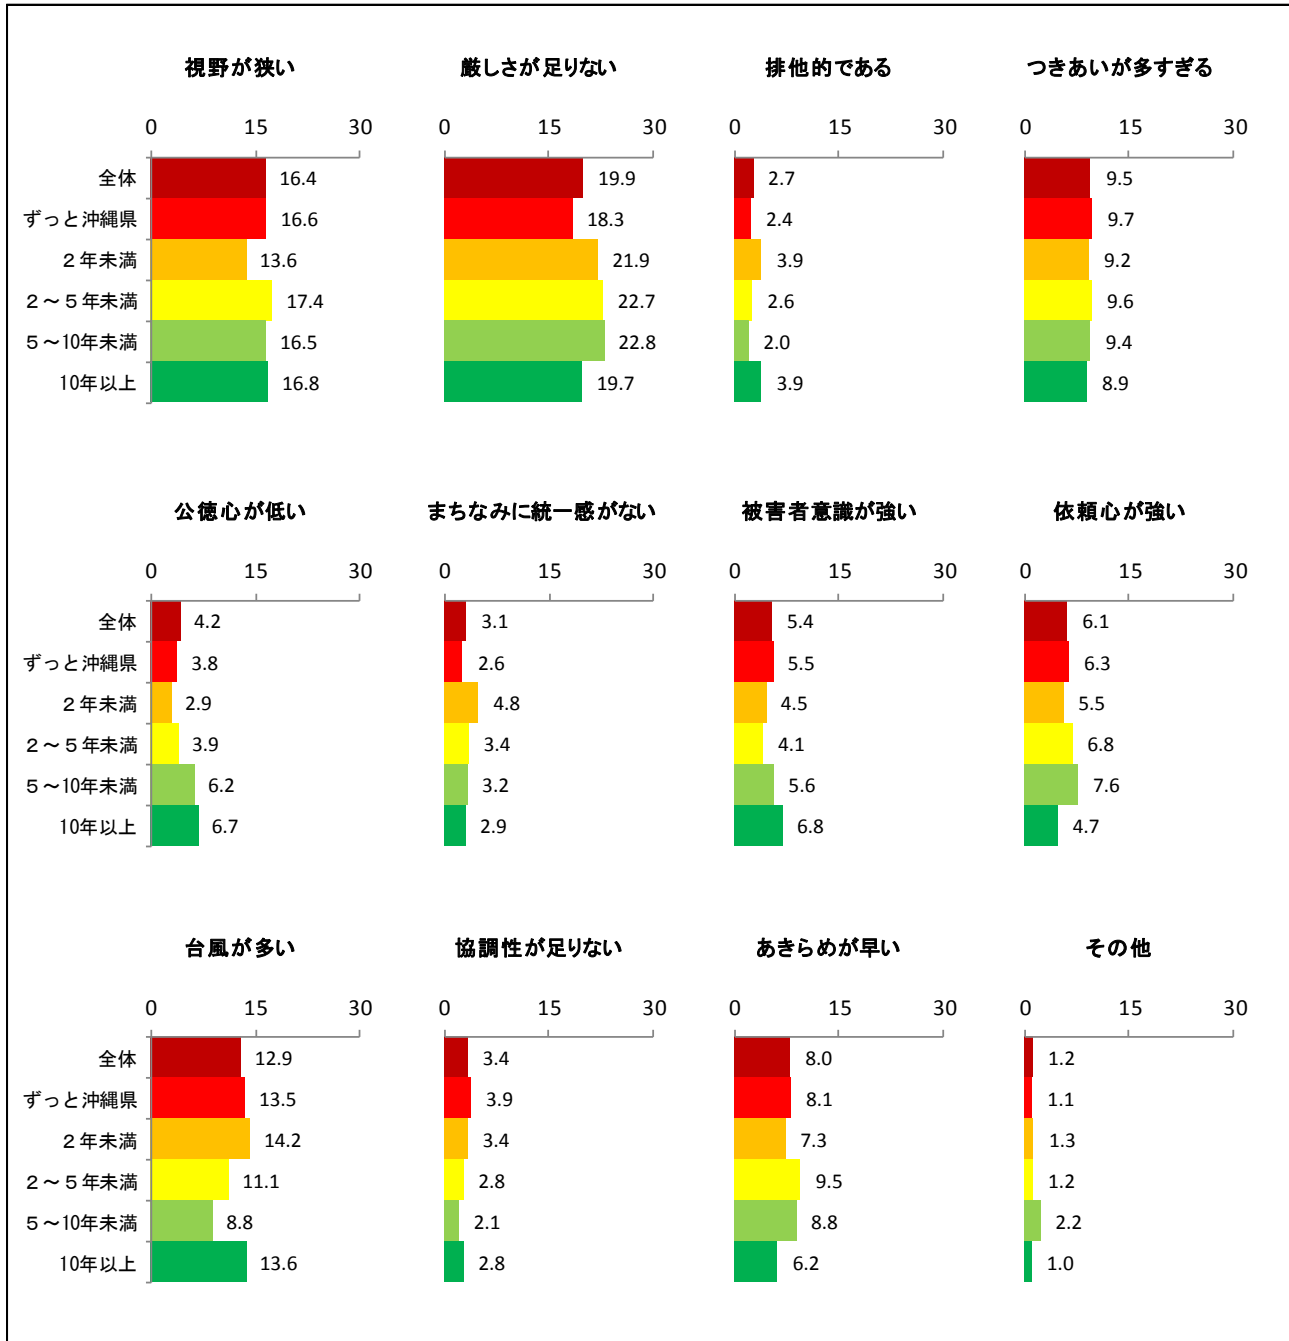 視野が狭い 厳しさが足りない 排他的である つきあいが多すぎる
0 15 30 0 15 30 0 15 30 0 15 30
全体 16.4 19.9 2.7 9.5
ずっと沖縄県 16.6 18.3 2.4 9.7
２年未満 13.6 21.9 3.9 9.2
２～５年未満 17.4 22.7 2.6 9.6
５～10年未満 16.5 22.8 2.0 9.4
10年以上 16.8 19.7 3.9 8.9
公徳心が低い まちなみに統一感がない 被害者意識が強い 依頼心が強い
0 15 30 0 15 30 0 15 30 0 15 30
全体 4.2 3.1 5.4 6.1
ずっと沖縄県 3.8 2.6 5.5 6.3
２年未満 2.9 4.8 4.5 5.5
２～５年未満 3.9 3.4 4.1 6.8
５～10年未満 6.2 3.2 5.6 7.6
10年以上 6.7 2.9 6.8 4.7
台風が多い 協調性が足りない あきらめが早い その他
0 15 30 0 15 30 0 15 30 0 15 30
全体 12.9 3.4 8.0 1.2
ずっと沖縄県 13.5 3.9 8.1 1.1
２年未満 14.2 3.4 7.3 1.3
２～５年未満 11.1 2.8 9.5 1.2
５～10年未満 8.8 2.1 8.8 2.2
10年以上 13.6 2.8 6.2 1.0